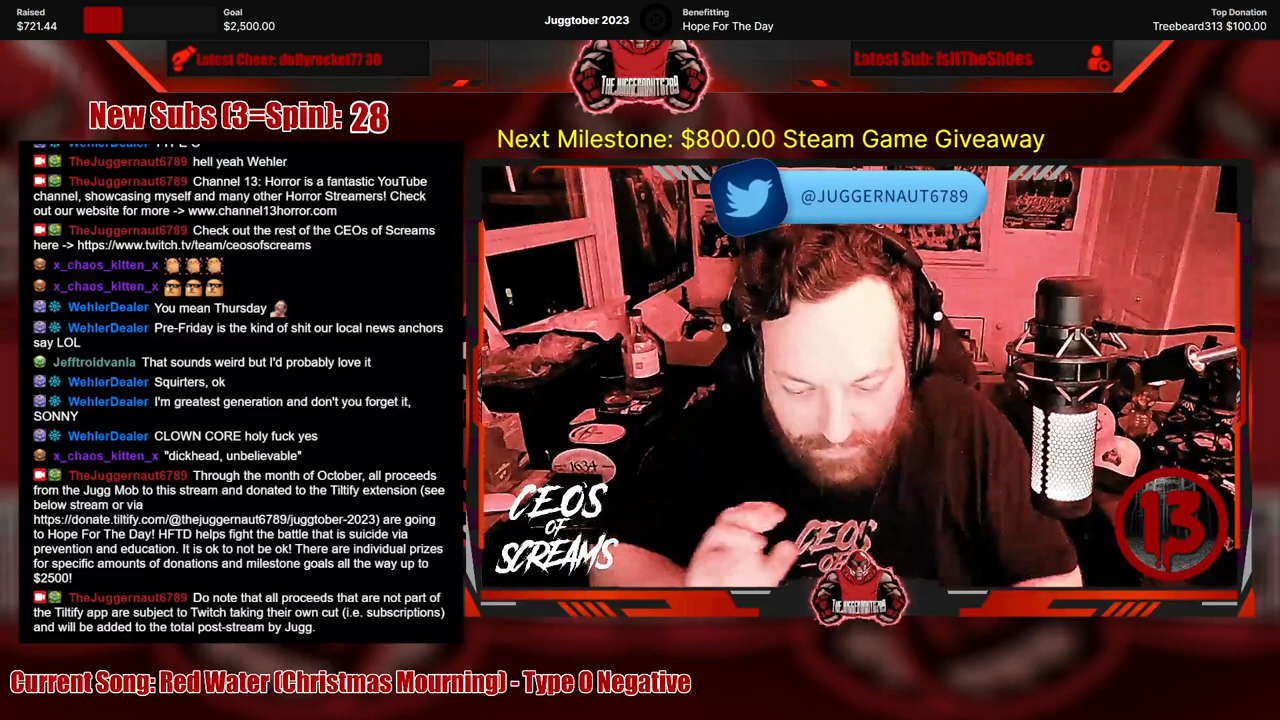 Raised
$721.44
Goal
$2,500.00
Juggtober 2023
Benefitting
Hope For The Day
Top Donation
Treebeard313 $100.00
Latest Cheer: dollyrocket77 30
THEJUGGERNAUT6789
Latest Sub: IsItTheSh0es
New Subs (3=Spin): 28
Next Milestone: $800.00 Steam Game Giveaway
@JUGGERNAUT6789
TheJuggernaut6789 hell yeah Wehler
TheJuggernaut6789 Channel 13: Horror is a fantastic YouTube
channel, showcasing myself and many other Horror Streamers! Check
out our website for more -> www.channel13horror.com
TheJuggernaut6789 Check out the rest of the CEOs of Screams
here -> https://www.twitch.tv/team/ceosofscreams
x_chaos_kitten_x
x_chaos_kitten_x
WehlerDealer You mean Thursday
WehlerDealer Pre-Friday is the kind of shit our local news anchors
say LOL
Jefftroidvania That sounds weird but I'd probably love it
WehlerDealer Squirters, ok
WehlerDealer I'm greatest generation and don't you forget it,
SONNY
WehlerDealer CLOWN CORE holy fuck yes
x_chaos_kitten_x "dickhead, unbelievable"
TheJuggernaut6789 Through the month of October, all proceeds
from the Jugg Mob to this stream and donated to the Tiltify extension (see
below stream or via
https://donate.tiltify.com/@thejuggernaut6789/juggtober-2023) are going
to Hope For The Day! HFTD helps fight the battle that is suicide via
prevention and education. It is ok to not be ok! There are individual prizes
for specific amounts of donations and milestone goals all the way up to
$2500!
TheJuggernaut6789 Do note that all proceeds that are not part of
the Tiltify app are subject to Twitch taking their own cut (i.e. subscriptions)
and will be added to the total post-stream by Jugg.
1634
CEOS
OF
SCREAMS
CEOS
OF
13
THEJUGGERNAUT6789
Current Song: Red Water (Christmas Mourning) - Type O Negative